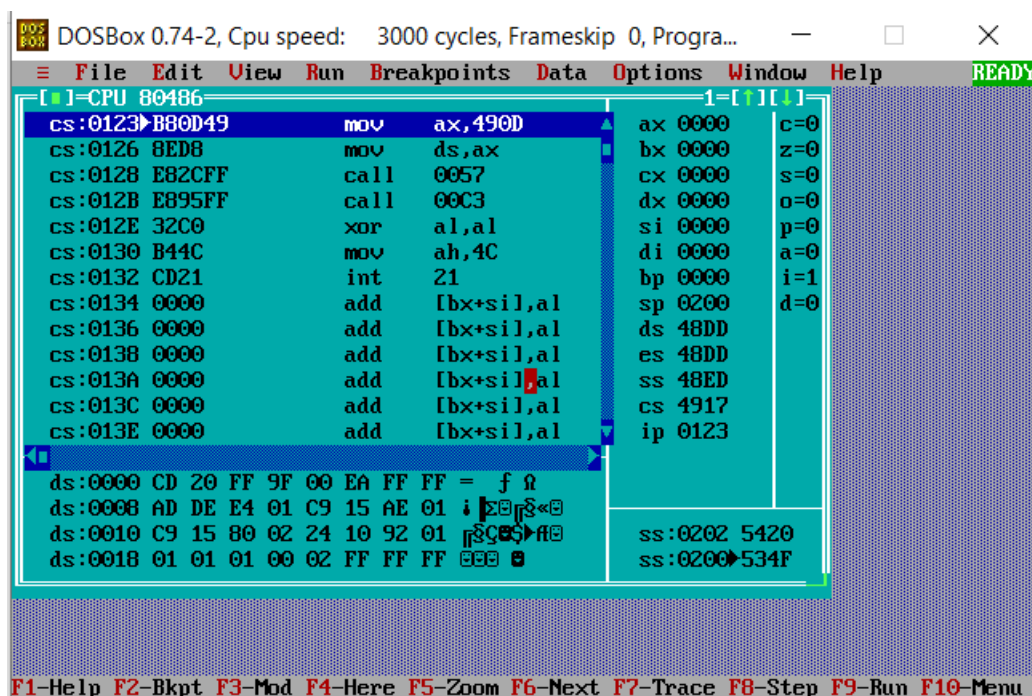 DOSBox 0.74-2, Cpu speed: 3000 cycles, Frameskip 0, Progra...
≡ File Edit View Run Breakpoints Data Options Window Help READY
[■]=CPU 80486 1=[↑][↓]
cs:0123►B80D49 mov ax,490D ax 0000 c=0
cs:0126 8ED8 mov ds,ax bx 0000 z=0
cs:0128 E82CFF call 0057 cx 0000 s=0
cs:012B E895FF call 00C3 dx 0000 o=0
cs:012E 32C0 xor al,al si 0000 p=0
cs:0130 B44C mov ah,4C di 0000 a=0
cs:0132 CD21 int 21 bp 0000 i=1
cs:0134 0000 add [bx+si],al sp 0200 d=0
cs:0136 0000 add [bx+si],al ds 48DD
cs:0138 0000 add [bx+si],al es 48DD
cs:013A 0000 add [bx+si],al ss 48ED
cs:013C 0000 add [bx+si],al cs 4917
cs:013E 0000 add [bx+si],al ip 0123
ds:0000 CD 20 FF 9F 00 EA FF FF = ƒ Ω
ds:0008 AD DE E4 01 C9 15 AE 01 ¡▐Σ☺╔§«☺
ds:0010 C9 15 80 02 24 10 92 01 ╔§Ç☻$►Æ☺ ss:0202 5420
ds:0018 01 01 01 00 02 FF FF FF ☺☺☺ ☻ ss:0200►534F
F1-Help F2-Bkpt F3-Mod F4-Here F5-Zoom F6-Next F7-Trace F8-Step F9-Run F10-Menu